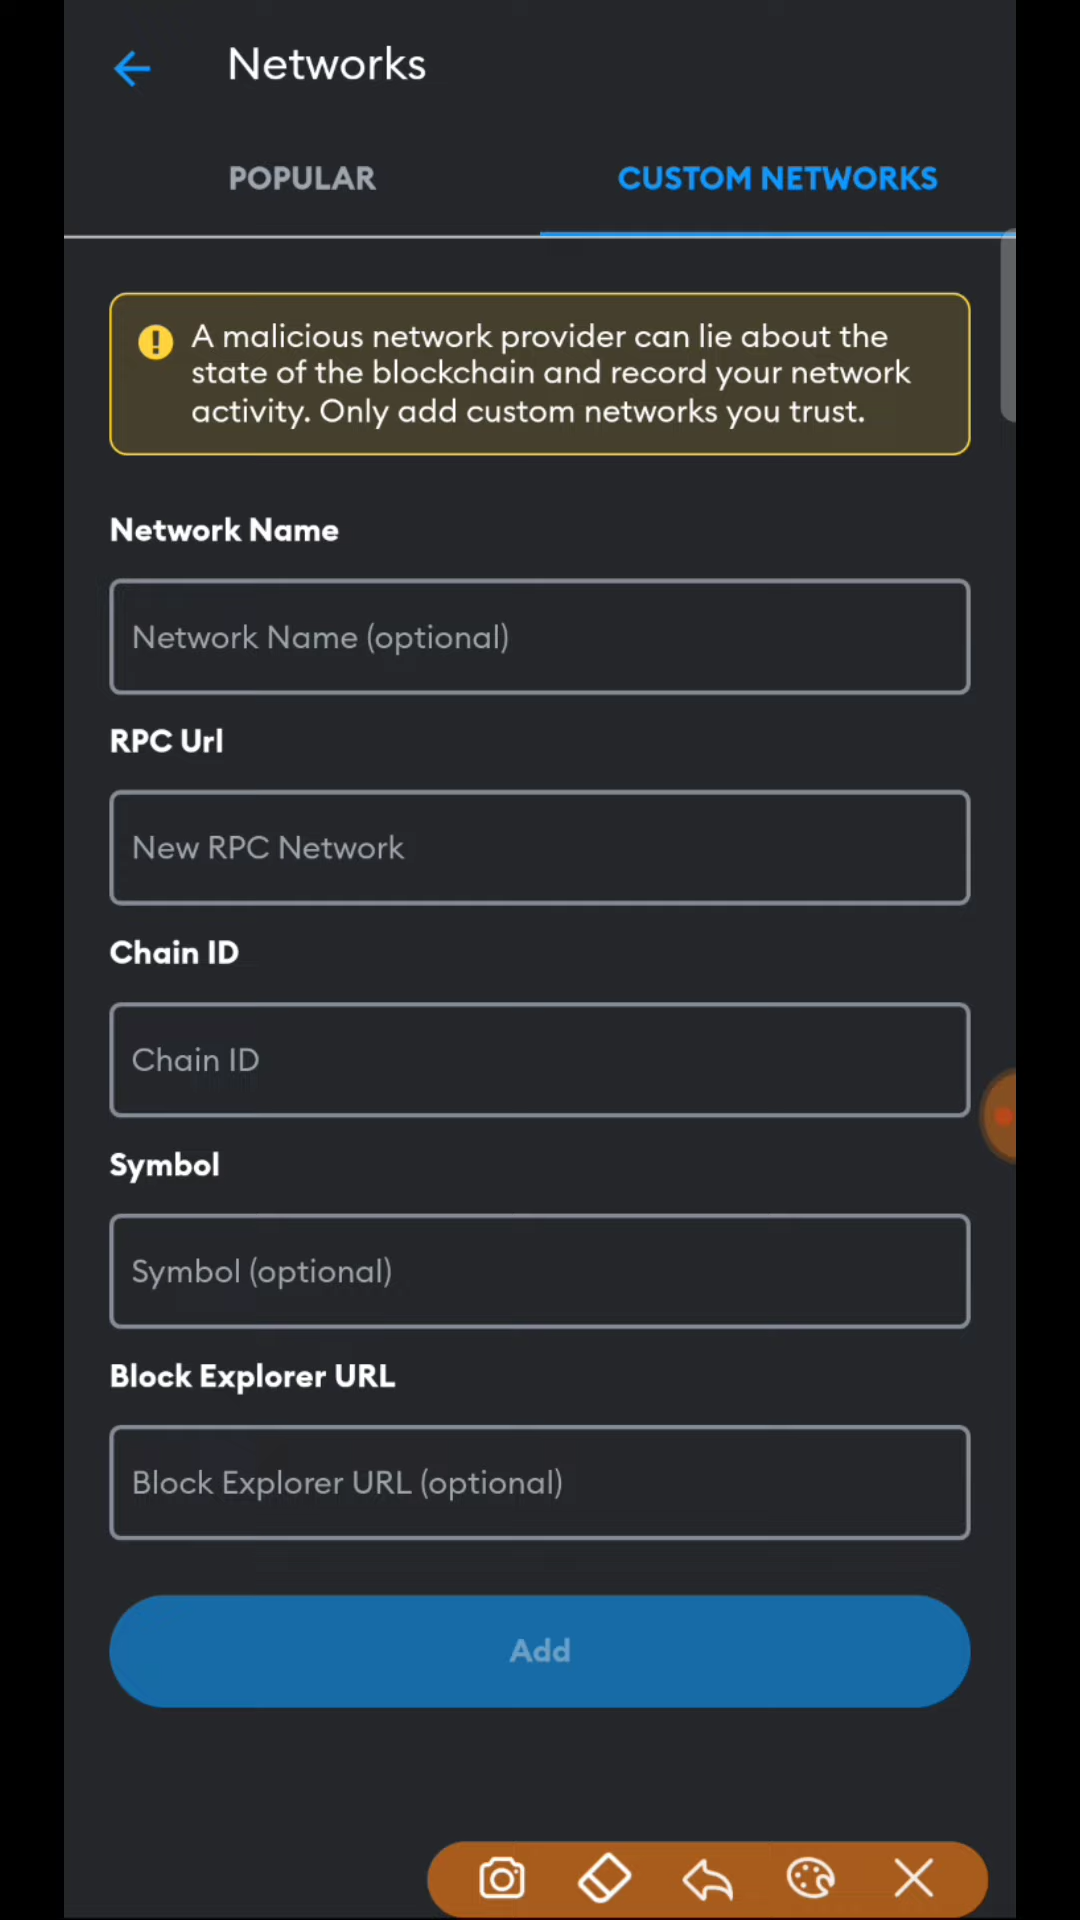 Networks
POPULAR
CUSTOM NETWORKS
A malicious network provider can lie about the
state of the blockchain and record your network
activity. Only add custom networks you trust.
Network Name
Network Name (optional)
RPC Url
New RPC Network
Chain ID
Chain ID
Symbol
Symbol (optional)
Block Explorer URL
Block Explorer URL (optional)
Add